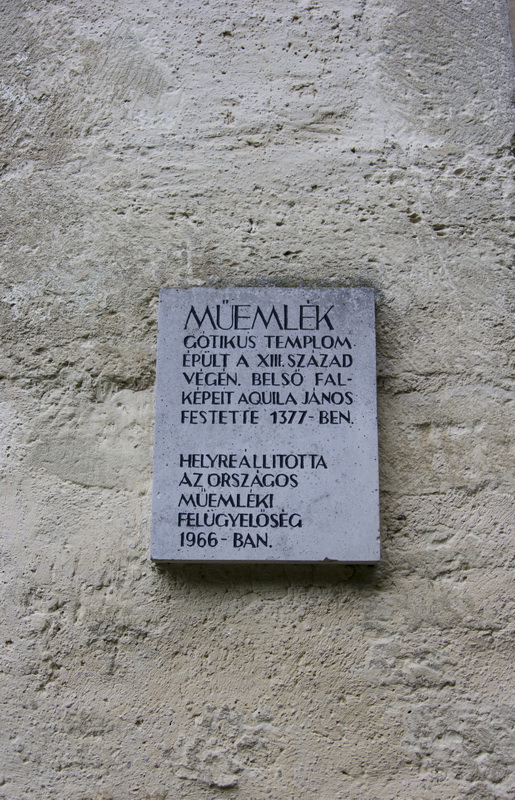 MŰEMLÉK
GÓTIKUS TEMPLOM
ÉPÜLT A XIII. SZÁZAD
VÉGÉN. BELSŐ FAL-
KÉPEIT AQUILA JÁNOS
FESTETTE 1377-BEN.
HELYREÁLLITOTTA
AZ ORSZÁGOS
MŰEMLÉKI
FELÜGYELŐSÉG
1966-BAN.